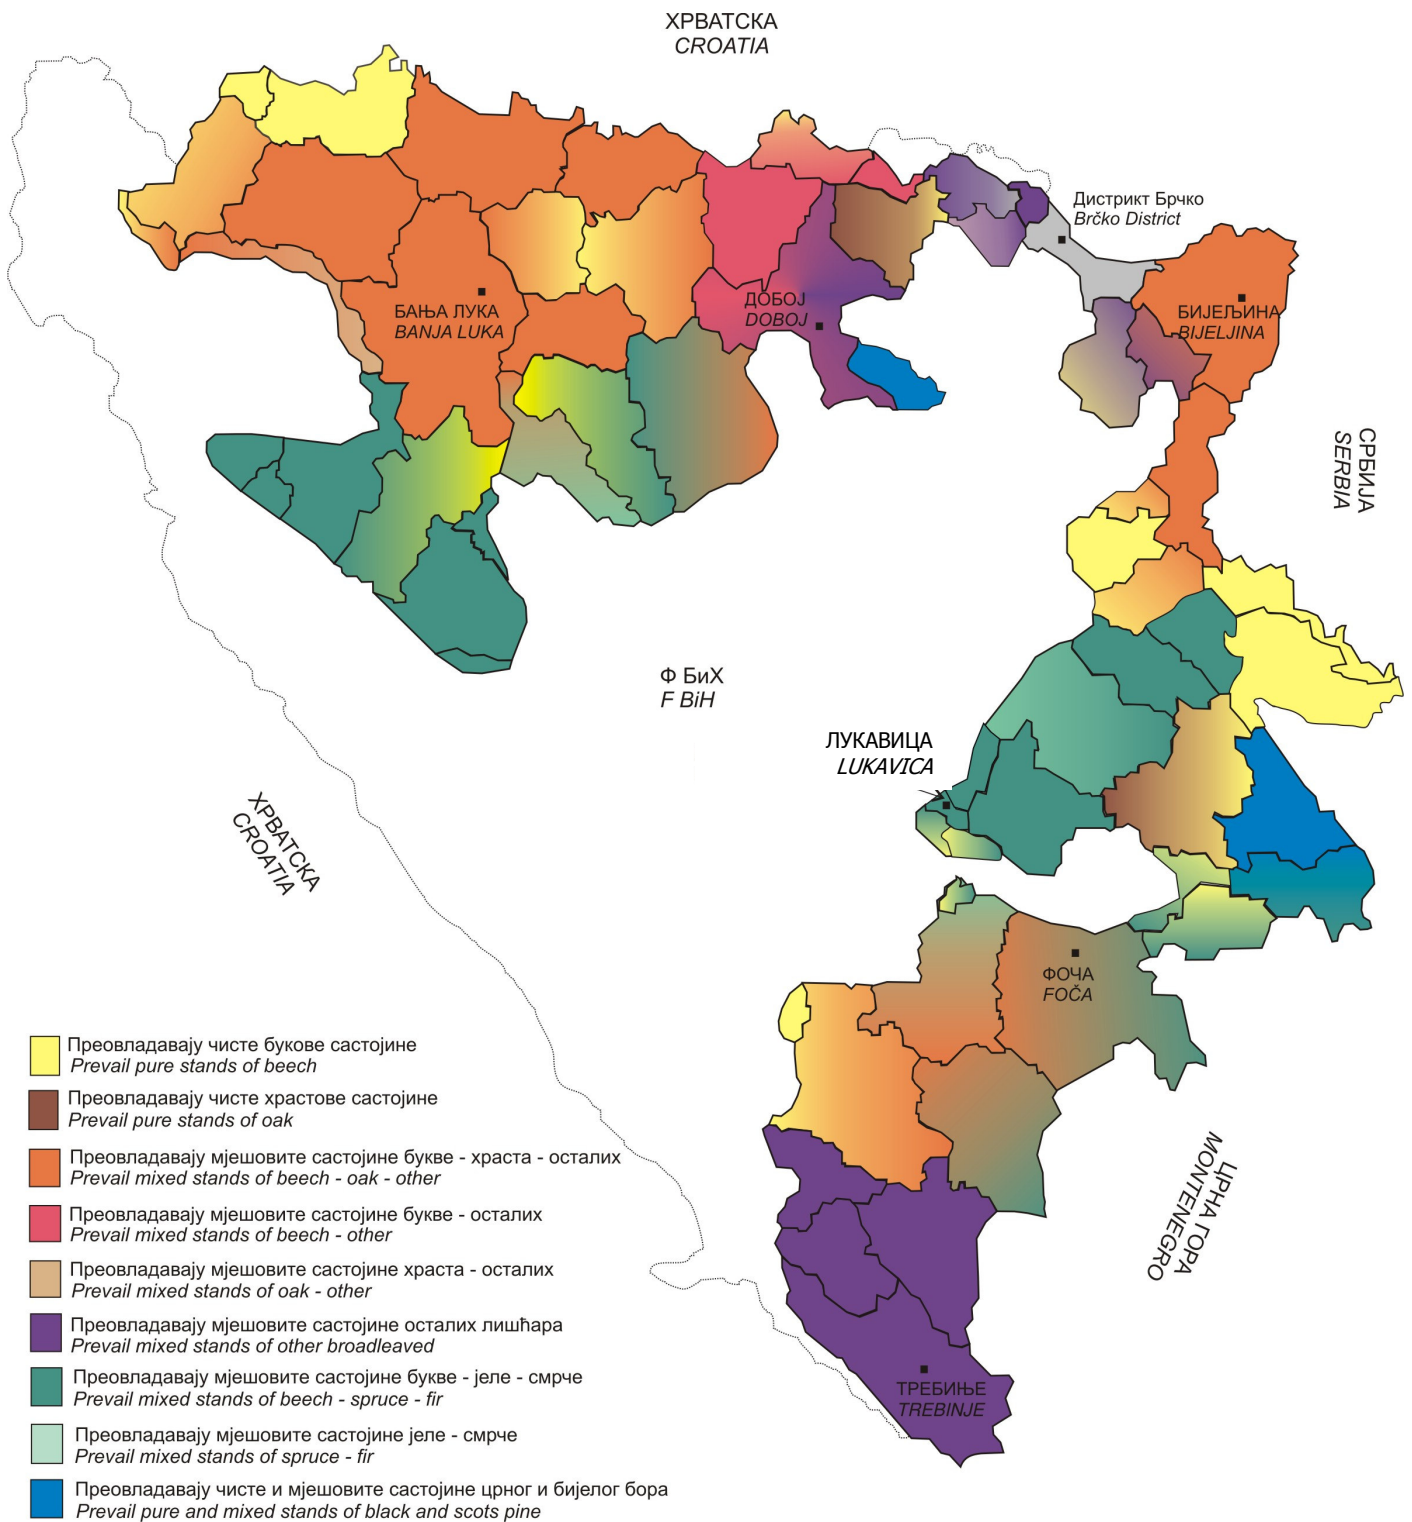 ХРВАТСКА
CROATIA
Дистрикт Брчко
Brčko District
БАЊА ЛУКА
BANJA LUKA
ДОБОЈ
DOBOJ
БИЈЕЉИНА
BIJELJINA
СРБИЈА
SERBIA
Ф БиХ
F BiH
ЛУКАВИЦА
LUKAVICA
ХРВАТСКА
CROATIA
ФОЧА
FOČA
ЦРНА ГОРА
MONTENEGRO
ТРЕБИЊЕ
TREBINJE
Преовладавају чисте букове састојине
Prevail pure stands of beech
Преовладавају чисте храстове састојине
Prevail pure stands of oak
Преовладавају мјешовите састојине букве - храста - осталих
Prevail mixed stands of beech - oak - other
Преовладавају мјешовите састојине букве - осталих
Prevail mixed stands of beech - other
Преовладавају мјешовите састојине храста - осталих
Prevail mixed stands of oak - other
Преовладавају мјешовите састојине осталих лишћара
Prevail mixed stands of other broadleaved
Преовладавају мјешовите састојине букве - јеле - смрче
Prevail mixed stands of beech - spruce - fir
Преовладавају мјешовите састојине јеле - смрче
Prevail mixed stands of spruce - fir
Преовладавају чисте и мјешовите састојине црног и бијелог бора
Prevail pure and mixed stands of black and scots pine